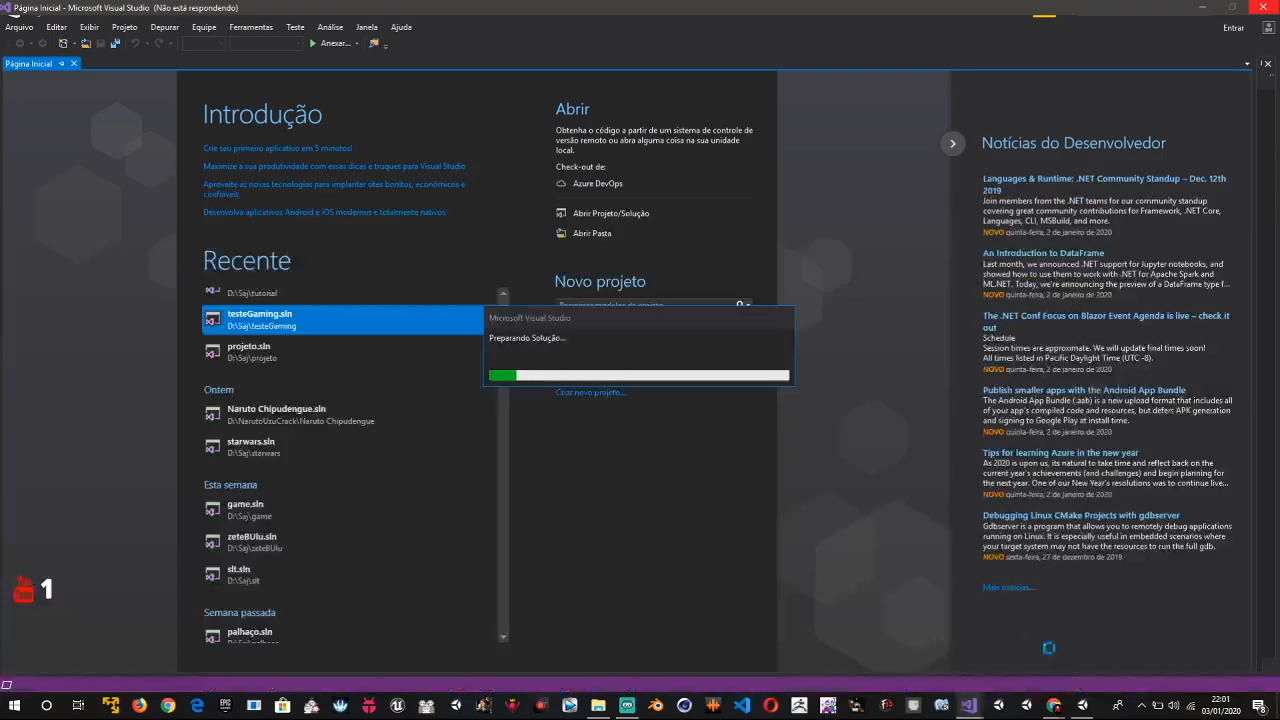 Página Inicial - Microsoft Visual Studio (Não está respondendo)
Arquivo Editar Exibir Projeto Depurar Equipe Ferramentas Teste Análise Janela Ajuda
Entrar
Anexar...
Página Inicial
Introdução
Crie seu primeiro aplicativo em 5 minutos!
Maximize a sua produtividade com essas dicas e truques para Visual Studio
Aproveite as novas tecnologias para implantar sites bonitos, econômicos e
confiáveis
Desenvolva aplicativos Android e iOS modernos e totalmente nativos
Recente
D:\Saj\tutorial
testeGaming.sln
D:\Saj\testeGaming
projeto.sln
D:\Saj\projeto
Ontem
Naruto Chipudengue.sln
D:\NarutoUzuCrack\Naruto Chipudengue
starwars.sln
D:\Saj\starwars
Esta semana
game.sln
D:\Saj\game
zeteBUlu.sln
D:\Saj\zeteBUlu
slt.sln
D:\Saj\slt
Semana passada
palhaço.sln
Abrir
Obtenha o código a partir de um sistema de controle de
versão remoto ou abra alguma coisa na sua unidade
local.
Check-out de:
Azure DevOps
Abrir Projeto/Solução
Abrir Pasta
Novo projeto
Microsoft Visual Studio
Preparando Solução...
Criar novo projeto...
Notícias do Desenvolvedor
Languages & Runtime: .NET Community Standup – Dec. 12th
2019
Join members from the .NET teams for our community standup
covering great community contributions for Framework, .NET Core,
Languages, CLI, MSBuild, and more.
NOVO quinta-feira, 2 de janeiro de 2020
An Introduction to DataFrame
Last month, we announced .NET support for Jupyter notebooks, and
showed how to use them to work with .NET for Apache Spark and
ML.NET. Today, we're announcing the preview of a DataFrame type f...
NOVO quinta-feira, 2 de janeiro de 2020
The .NET Conf Focus on Blazor Event Agenda is live – check it
out
Schedule
Session times are approximate. We will update final times soon!
All times listed in Pacific Daylight Time (UTC -8).
NOVO quinta-feira, 2 de janeiro de 2020
Publish smaller apps with the Android App Bundle
The Android App Bundle (.aab) is a new upload format that includes all
of your app's compiled code and resources, but defers APK generation
and signing to Google Play at install time.
NOVO quinta-feira, 2 de janeiro de 2020
Tips for learning Azure in the new year
As 2020 is upon us, its natural to take time and reflect back on the
current year's achievements (and challenges) and begin planning for
the next year. One of our New Year's resolutions was to continue live...
NOVO quinta-feira, 2 de janeiro de 2020
Debugging Linux CMake Projects with gdbserver
Gdbserver is a program that allows you to remotely debug applications
running on Linux. It is especially useful in embedded scenarios where
your target system may not have the resources to run the full gdb.
NOVO sexta-feira, 27 de dezembro de 2019
Mais notícias...
You
Tube
1
22:01
03/01/2020